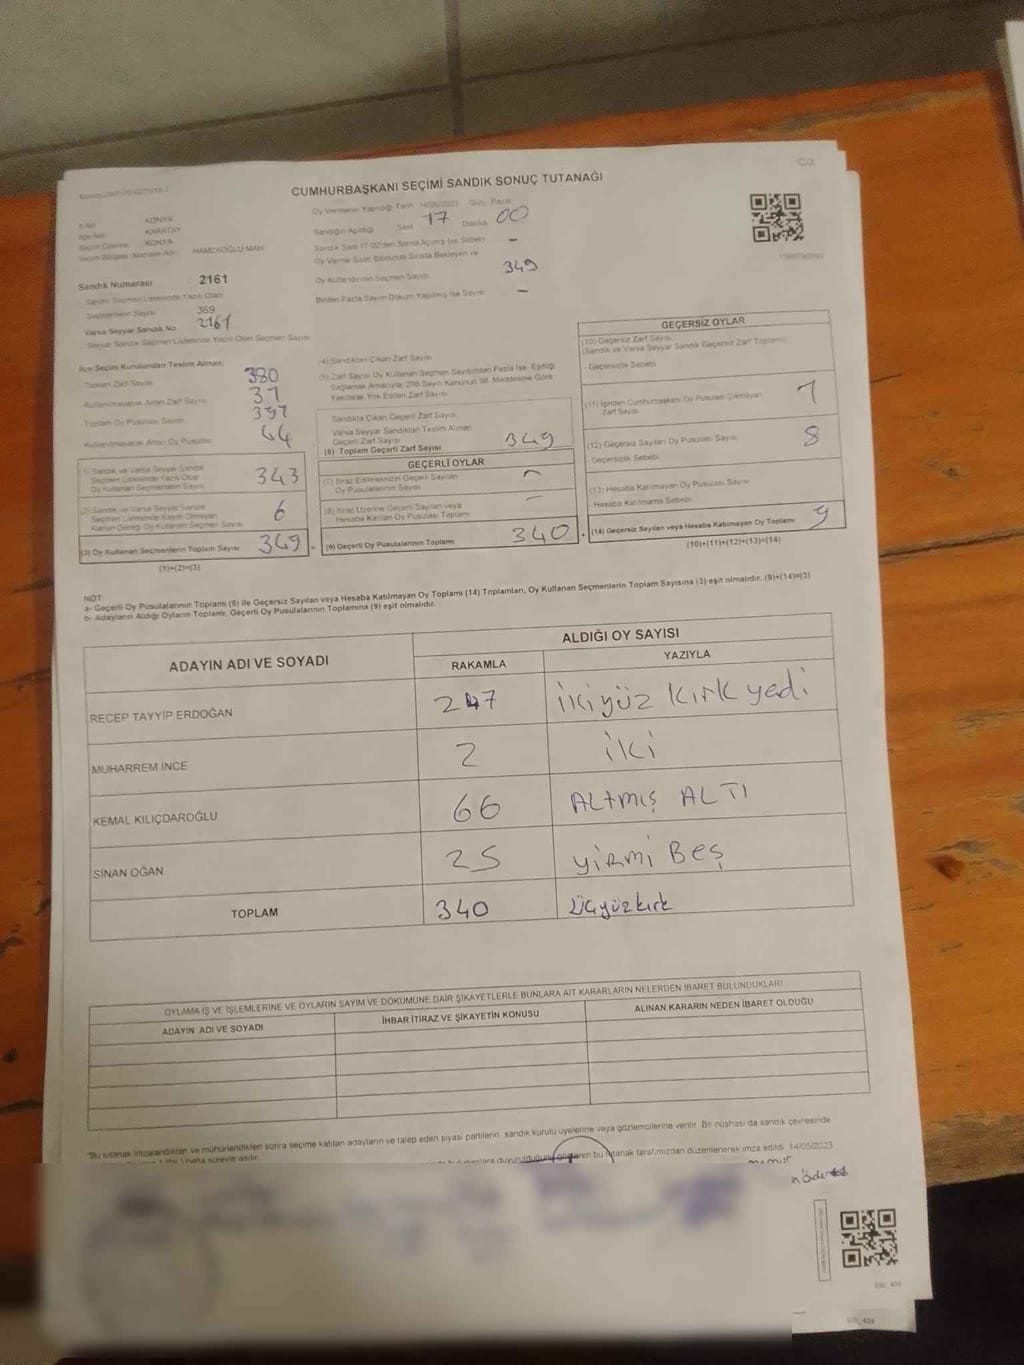 C/2
CUMHURBAŞKANI SEÇİMİ SANDIK SONUÇ TUTANAĞI
İl Adı KONYA
İlçe Adı KARATAY
Seçim Çevresi KONYA
Seçim Bölgesi (Mahalle Adı) HAMZAOĞLU MAH.
Oy Vermenin Yapıldığı Tarih 14/05/2023 Gün Pazar
Sandığın Açıldığı Saat 17 Dakika 00
Sandık Saat 17:00'den Sonra Açılmış İse Sebebi -
Oy Verme Saati Bitiminde Sırada Bekleyen ve
Oy Kullandırılan Seçmen Sayısı 349
Birden Fazla Sayım Döküm Yapılmış İse Sayısı -
Sandık Numarası 2161
Sandık Seçmen Listesinde Yazılı Olan
Seçmenlerin Sayısı 369
Varsa Seyyar Sandık No 2161
Seyyar Sandık Seçmen Listesinde Yazılı Olan Seçmen Sayısı
İlçe Seçim Kurulundan Teslim Alınan;
Toplam Zarf Sayısı 380
Kullanılmayarak Artan Zarf Sayısı 31
Toplam Oy Pusulası Sayısı 397
Kullanılmayarak Artan Oy Pusulası 44
(1) Sandık ve Varsa Seyyar Sandık
Seçmen Listesinde Yazılı Olup
Oy Kullanan Seçmenlerin Sayısı 343
(2) Sandık ve Varsa Seyyar Sandık
Seçmen Listesinde Kayıtlı Olmayan
Kanun Gereği Oy Kullanan Seçmen Sayısı 6
(3) Oy Kullanan Seçmenlerin Toplam Sayısı 349
(1)+(2)=(3)
(4) Sandıktan Çıkan Zarf Sayısı
(5) Zarf Sayısı Oy Kullanan Seçmen Sayısından Fazla İse, Eşitliği
Sağlamak Amacıyla, 298 Sayılı Kanunun 98. Maddesine Göre
Yakılarak Yok Edilen Zarf Sayısı
Sandıkta Çıkan Geçerli Zarf Sayısı
Varsa Seyyar Sandıktan Teslim Alınan
Geçerli Zarf Sayısı
(6) Toplam Geçerli Zarf Sayısı 349
GEÇERLİ OYLAR
(7) İtiraz Edilmeksizin Geçerli Sayılan
Oy Pusulalarının Sayısı -
(8) İtiraz Üzerine Geçerli Sayılan veya
Hesaba Katılan Oy Pusulası Toplamı -
(9) Geçerli Oy Pusulalarının Toplamı 340
GEÇERSİZ OYLAR
(10) Geçersiz Zarf Sayısı
(Sandık ve Varsa Seyyar Sandık Geçersiz Zarf Toplamı)
Geçersizlik Sebebi
(11) İçinden Cumhurbaşkanı Oy Pusulası Çıkmayan
Zarf Sayısı 1
(12) Geçersiz Sayılan Oy Pusulası Sayısı 8
Geçersizlik Sebebi
(13) Hesaba Katılmayan Oy Pusulası Sayısı
Hesaba Katılmama Sebebi
(14) Geçersiz Sayılan veya Hesaba Katılmayan Oy Toplamı 9
(10)+(11)+(12)+(13)=(14)
NOT:
a- Geçerli Oy Pusulalarının Toplamı (9) ile Geçersiz Sayılan veya Hesaba Katılmayan Oy Toplamı (14) Toplamları, Oy Kullanan Seçmenlerin Toplam Sayısına (3) eşit olmalıdır. (9)+(14)=(3)
b- Adayların Aldığı Oyların Toplamı, Geçerli Oy Pusulalarının Toplamına (9) eşit olmalıdır.
ADAYIN ADI VE SOYADI ALDIĞI OY SAYISI
RAKAMLA YAZIYLA
RECEP TAYYİP ERDOĞAN 247 ikiyüz kırk yedi
MUHARREM İNCE 2 iki
KEMAL KILIÇDAROĞLU 66 ALTMIŞ ALTI
SİNAN OĞAN 25 YİRMİ BEŞ
TOPLAM 340 Üçyüzkırk
OYLAMA İŞ VE İŞLEMLERİNE VE OYLARIN SAYIM VE DÖKÜMÜNE DAİR ŞİKAYETLERLE BUNLARA AİT KARARLARIN NELERDEN İBARET BULUNDUKLARI
ADAYIN ADI VE SOYADI İHBAR İTİRAZ VE ŞİKAYETİN KONUSU ALINAN KARARIN NEDEN İBARET OLDUĞU
"Bu tutanak imzalandıktan ve mühürlendikten sonra seçime katılan adayların ve talep eden siyasi partilerin, sandık kurulu üyelerine veya gözlemcilerine verilir. Bir nüshası da sandık çevresinde
bu tutanak tarafımızdan düzenlenerek imza edildi. 14/05/2023